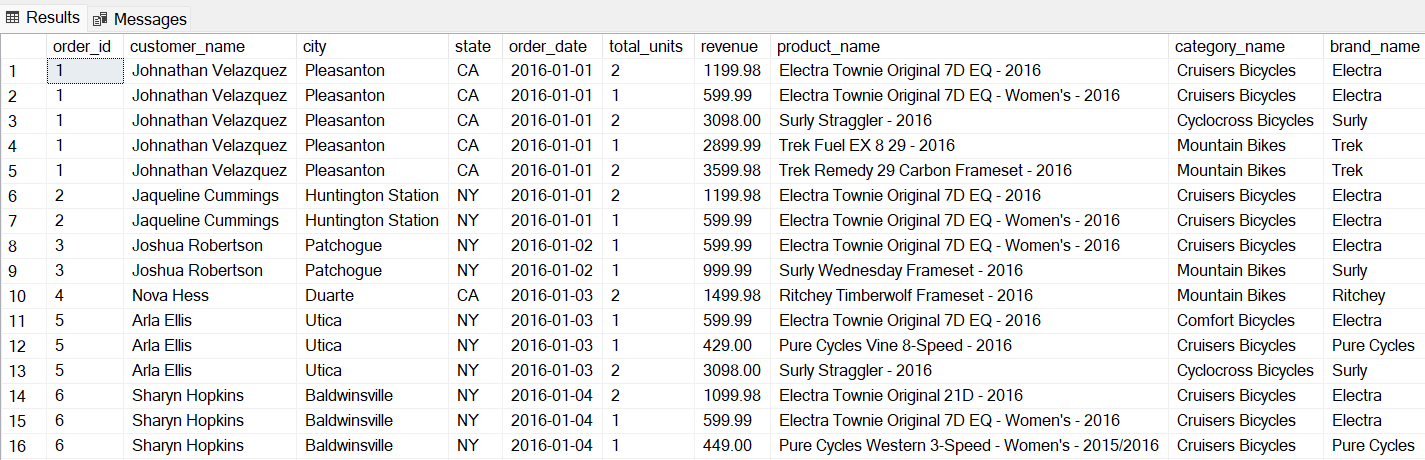 Results Messages
order_id customer_name city state order_date total_units revenue product_name category_name brand_name
1 1 Johnathan Velazquez Pleasanton CA 2016-01-01 2 1199.98 Electra Townie Original 7D EQ - 2016 Cruisers Bicycles Electra
2 1 Johnathan Velazquez Pleasanton CA 2016-01-01 1 599.99 Electra Townie Original 7D EQ - Women's - 2016 Cruisers Bicycles Electra
3 1 Johnathan Velazquez Pleasanton CA 2016-01-01 2 3098.00 Surly Straggler - 2016 Cyclocross Bicycles Surly
4 1 Johnathan Velazquez Pleasanton CA 2016-01-01 1 2899.99 Trek Fuel EX 8 29 - 2016 Mountain Bikes Trek
5 1 Johnathan Velazquez Pleasanton CA 2016-01-01 2 3599.98 Trek Remedy 29 Carbon Frameset - 2016 Mountain Bikes Trek
6 2 Jaqueline Cummings Huntington Station NY 2016-01-01 2 1199.98 Electra Townie Original 7D EQ - 2016 Cruisers Bicycles Electra
7 2 Jaqueline Cummings Huntington Station NY 2016-01-01 1 599.99 Electra Townie Original 7D EQ - Women's - 2016 Cruisers Bicycles Electra
8 3 Joshua Robertson Patchogue NY 2016-01-02 1 599.99 Electra Townie Original 7D EQ - Women's - 2016 Cruisers Bicycles Electra
9 3 Joshua Robertson Patchogue NY 2016-01-02 1 999.99 Surly Wednesday Frameset - 2016 Mountain Bikes Surly
10 4 Nova Hess Duarte CA 2016-01-03 2 1499.98 Ritchey Timberwolf Frameset - 2016 Mountain Bikes Ritchey
11 5 Arla Ellis Utica NY 2016-01-03 1 599.99 Electra Townie Original 7D EQ - 2016 Comfort Bicycles Electra
12 5 Arla Ellis Utica NY 2016-01-03 1 429.00 Pure Cycles Vine 8-Speed - 2016 Cruisers Bicycles Pure Cycles
13 5 Arla Ellis Utica NY 2016-01-03 2 3098.00 Surly Straggler - 2016 Cyclocross Bicycles Surly
14 6 Sharyn Hopkins Baldwinsville NY 2016-01-04 2 1099.98 Electra Townie Original 21D - 2016 Cruisers Bicycles Electra
15 6 Sharyn Hopkins Baldwinsville NY 2016-01-04 1 599.99 Electra Townie Original 7D EQ - Women's - 2016 Cruisers Bicycles Electra
16 6 Sharyn Hopkins Baldwinsville NY 2016-01-04 1 449.00 Pure Cycles Western 3-Speed - Women's - 2015/2016 Cruisers Bicycles Pure Cycles